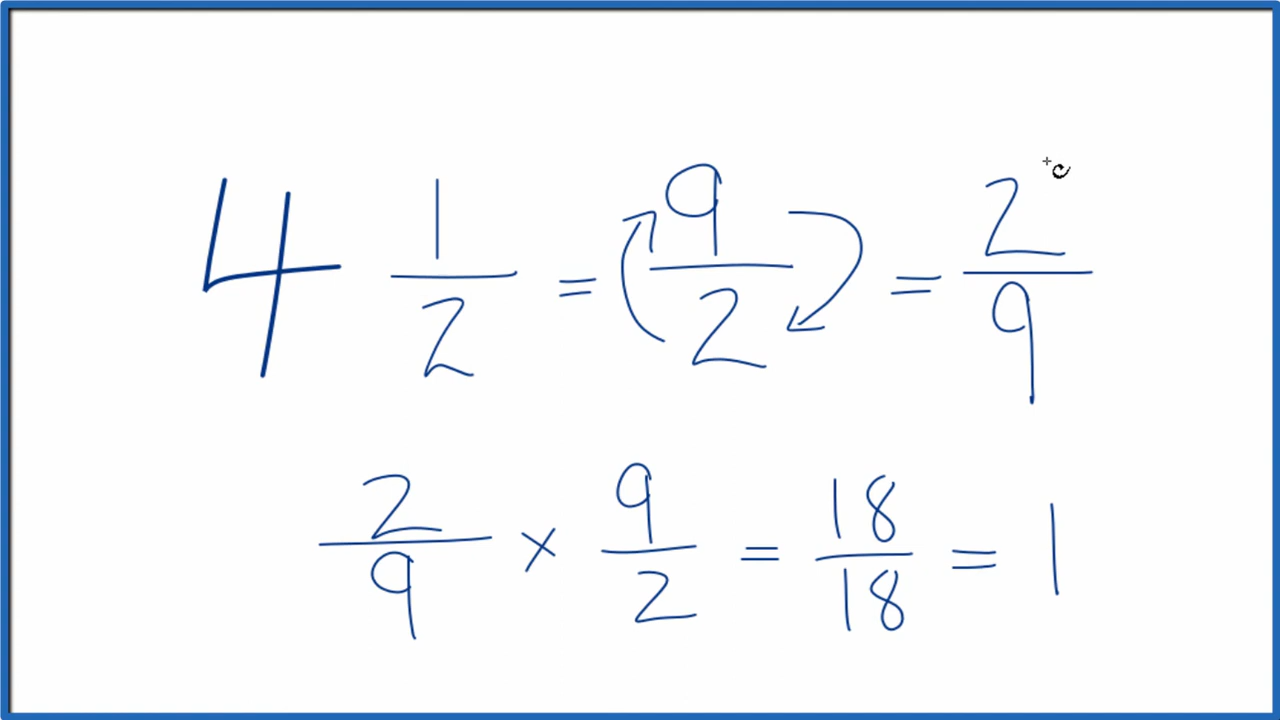 4 1/2 = 9/2 = 2/9
2/9 × 9/2 = 18/18 = 1